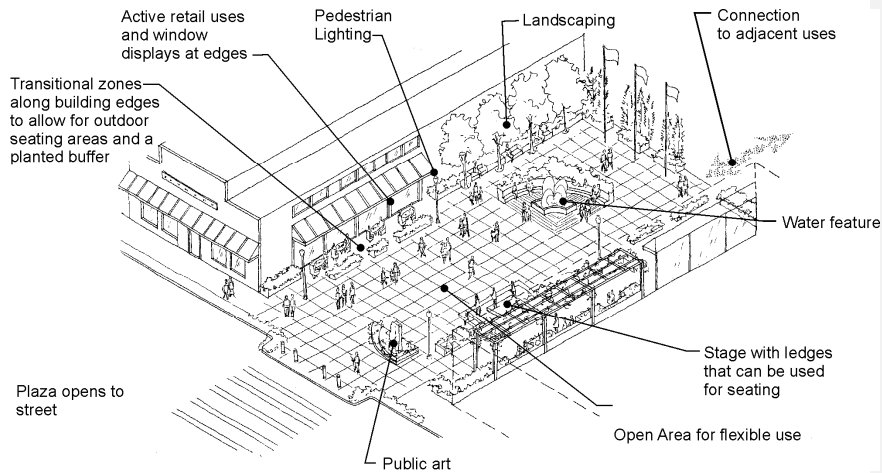 Active retail uses
and window
displays at edges
Pedestrian
Lighting
Landscaping
Connection
to adjacent uses
Transitional zones
along building edges
to allow for outdoor
seating areas and a
planted buffer
Water feature
Stage with ledges
that can be used
for seating
Plaza opens to
street
Open Area for flexible use
Public art